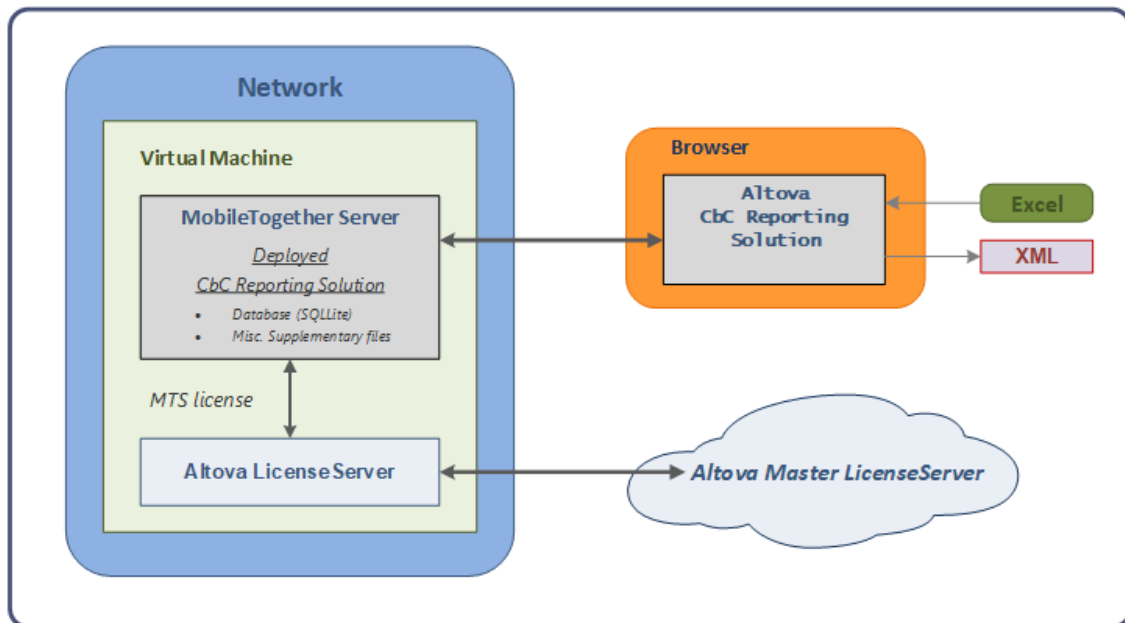 Network
Virtual Machine
MobileTogether Server
Deployed
CbC Reporting Solution
• Database (SQLLite)
• Misc. Supplementary files
MTS license
Altova LicenseServer
Browser
Altova
CbC Reporting
Solution
Excel
XML
Altova Master LicenseServer